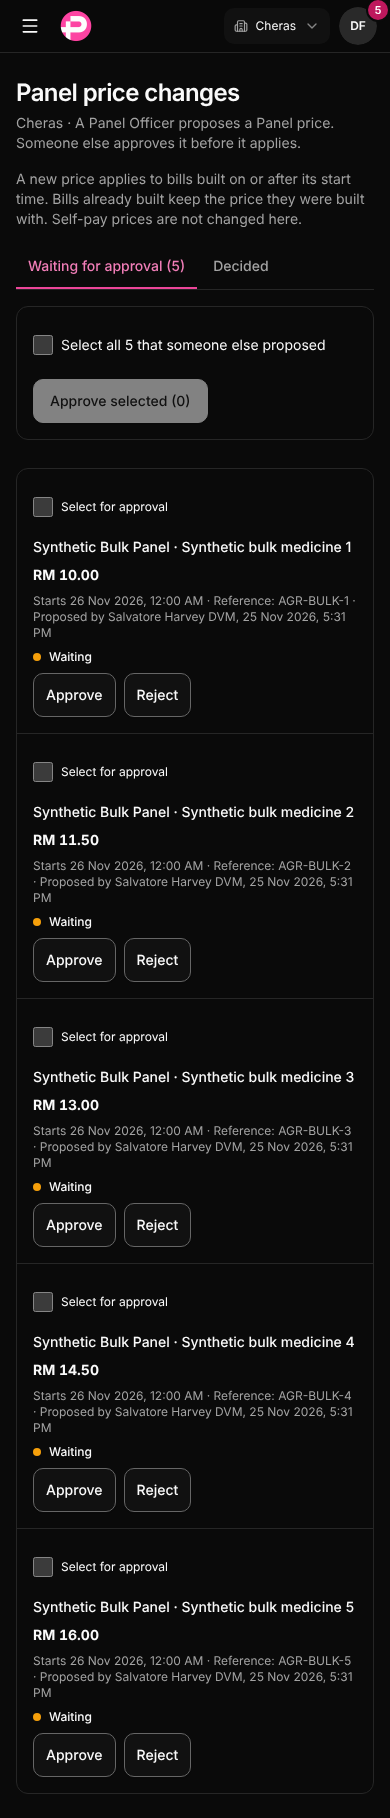 Cheras
DF
5
Panel price changes
Cheras · A Panel Officer proposes a Panel price.
Someone else approves it before it applies.
A new price applies to bills built on or after its start
time. Bills already built keep the price they were built
with. Self-pay prices are not changed here.
Waiting for approval (5)
Decided
Select all 5 that someone else proposed
Approve selected (0)
Select for approval
Synthetic Bulk Panel · Synthetic bulk medicine 1
RM 10.00
Starts 26 Nov 2026, 12:00 AM · Reference: AGR-BULK-1 ·
Proposed by Salvatore Harvey DVM, 25 Nov 2026, 5:31
PM
Waiting
Approve
Reject
Select for approval
Synthetic Bulk Panel · Synthetic bulk medicine 2
RM 11.50
Starts 26 Nov 2026, 12:00 AM · Reference: AGR-BULK-2
· Proposed by Salvatore Harvey DVM, 25 Nov 2026, 5:31
PM
Waiting
Approve
Reject
Select for approval
Synthetic Bulk Panel · Synthetic bulk medicine 3
RM 13.00
Starts 26 Nov 2026, 12:00 AM · Reference: AGR-BULK-3
· Proposed by Salvatore Harvey DVM, 25 Nov 2026, 5:31
PM
Waiting
Approve
Reject
Select for approval
Synthetic Bulk Panel · Synthetic bulk medicine 4
RM 14.50
Starts 26 Nov 2026, 12:00 AM · Reference: AGR-BULK-4
· Proposed by Salvatore Harvey DVM, 25 Nov 2026, 5:31
PM
Waiting
Approve
Reject
Select for approval
Synthetic Bulk Panel · Synthetic bulk medicine 5
RM 16.00
Starts 26 Nov 2026, 12:00 AM · Reference: AGR-BULK-5
· Proposed by Salvatore Harvey DVM, 25 Nov 2026, 5:31
PM
Waiting
Approve
Reject